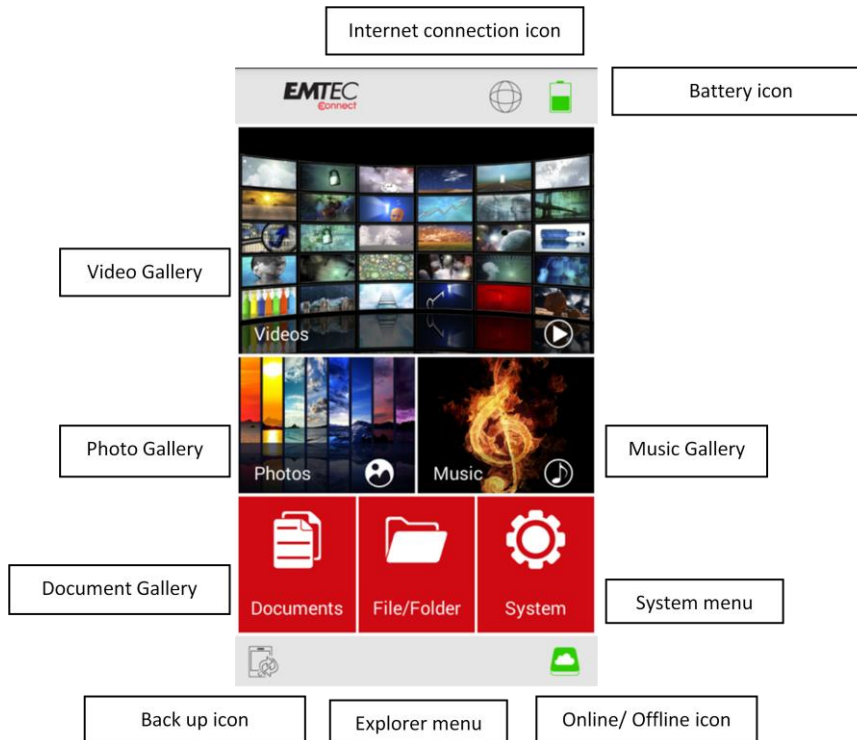 Internet connection icon
EMTEC
Connect
Battery icon
Video Gallery
Videos
Photo Gallery
Photos
Music
Music Gallery
Document Gallery
Documents
File/Folder
System
System menu
Back up icon
Explorer menu
Online/ Offline icon